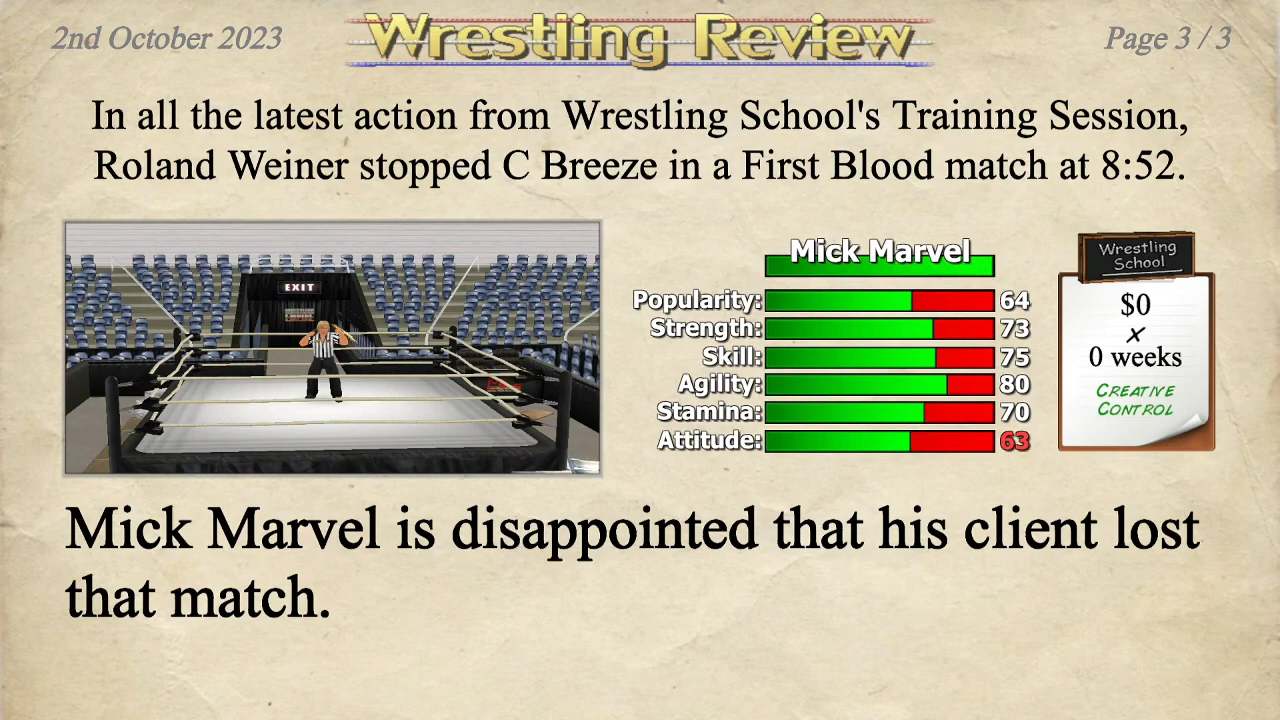 2nd October 2023
Wrestling Review
Page 3 / 3
In all the latest action from Wrestling School's Training Session,
Roland Weiner stopped C Breeze in a First Blood match at 8:52.
EXIT
Mick Marvel
Popularity: 64
Strength: 73
Skill: 75
Agility: 80
Stamina: 70
Attitude: 63
Wrestling
School
$0
x
0 weeks
CREATIVE
CONTROL
Mick Marvel is disappointed that his client lost
that match.